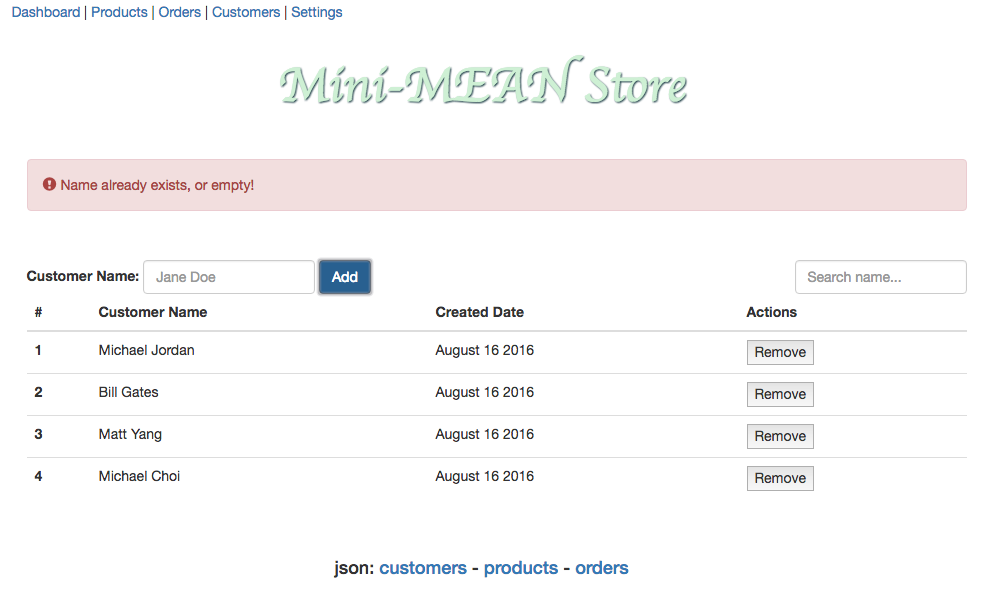 Dashboard | Products | Orders | Customers | Settings
Mini-MEAN Store
Name already exists, or empty!
Customer Name: Jane Doe Add Search name...
# Customer Name Created Date Actions
1 Michael Jordan August 16 2016 Remove
2 Bill Gates August 16 2016 Remove
3 Matt Yang August 16 2016 Remove
4 Michael Choi August 16 2016 Remove
json: customers - products - orders